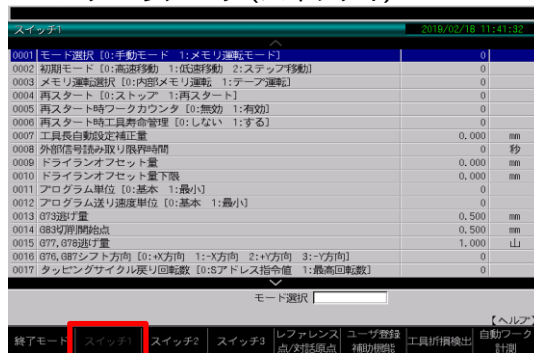 スイッチ1 2019/02/18 11:41:32
0001 モード選択 [0:手動モード 1:メモリ運転モード] 0
0002 初期モード [0:高速移動 1:低速移動 2:ステップ移動] 0
0003 メモリ運転選択 [0:内部メモリ運転 1:テープ運転] 0
0004 再スタート [0:ストップ 1:再スタート] 0
0005 再スタート時ワークカウンタ [0:無効 1:有効] 0
0006 再スタート時工具寿命管理 [0:しない 1:する] 0
0007 工具長自動設定補正量 0.000 mm
0008 外部信号読み取り限界時間 0 秒
0009 ドライランオフセット量 0.000 mm
0010 ドライランオフセット量下限 0.000 mm
0011 プログラム単位 [0:基本 1:最小] 0
0012 プログラム送り速度単位 [0:基本 1:最小] 0
0013 G73逃げ量 0.500 mm
0014 G83切削開始点 0.500 mm
0015 G77,G78逃げ量 1.000 山
0016 G76,G87シフト方向 [0:+X方向 1:-X方向 2:+Y方向 3:-Y方向] 0
0017 タッピングサイクル戻り回転数 [0:Sアドレス指令値 1:最高回転数] 0
モード選択
【ヘルプ】
終了モード スイッチ1 スイッチ2 スイッチ3 レファレンス点/対話原点 ユーザ登録補助機能 工具折損検出 自動ワーク計測